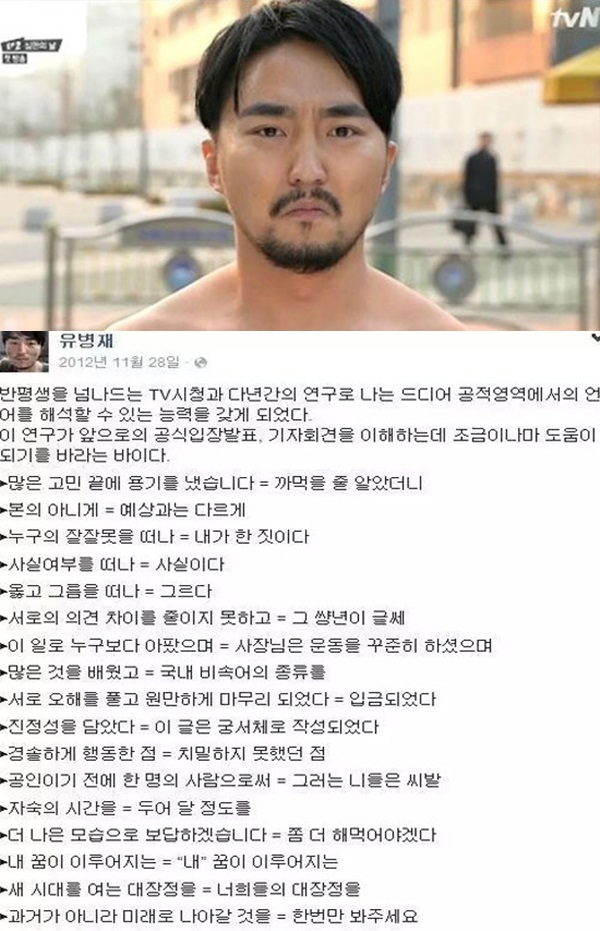 tvN
첫방송
유병재
2012년 11월 28일
반평생을 넘나드는 TV시청과 다년간의 연구로 나는 드디어 공적영역에서의 언
어를 해석할 수 있는 능력을 갖게 되었다.
이 연구가 앞으로의 공식입장발표, 기자회견을 이해하는데 조금이나마 도움이
되기를 바라는 바이다.
▶많은 고민 끝에 용기를 냈습니다 = 까먹을 줄 알았더니
▶본의 아니게 = 예상과는 다르게
▶누구의 잘잘못을 떠나 = 내가 한 짓이다
▶사실여부를 떠나 = 사실이다
▶옳고 그름을 떠나 = 그르다
▶서로의 의견 차이를 줄이지 못하고 = 그 썅년이 글쎄
▶이 일로 누구보다 아팠으며 = 사장님은 운동을 꾸준히 하셨으며
▶많은 것을 배웠고 = 국내 비속어의 종류를
▶서로 오해를 풀고 원만하게 마무리 되었다 = 입금되었다
▶진정성을 담았다 = 이 글은 궁서체로 작성되었다
▶경솔하게 행동한 점 = 치밀하지 못했던 점
▶공인이기 전에 한 명의 사람으로써 = 그러는 니들은 씨발
▶자숙의 시간을 = 두어 달 정도를
▶더 나은 모습으로 보답하겠습니다 = 쫌 더 해먹어야겠다
▶내 꿈이 이루어지는 = “내” 꿈이 이루어지는
▶새 시대를 여는 대장정을 = 너희들의 대장정을
▶과거가 아니라 미래로 나아갈 것을 = 한번만 봐주세요